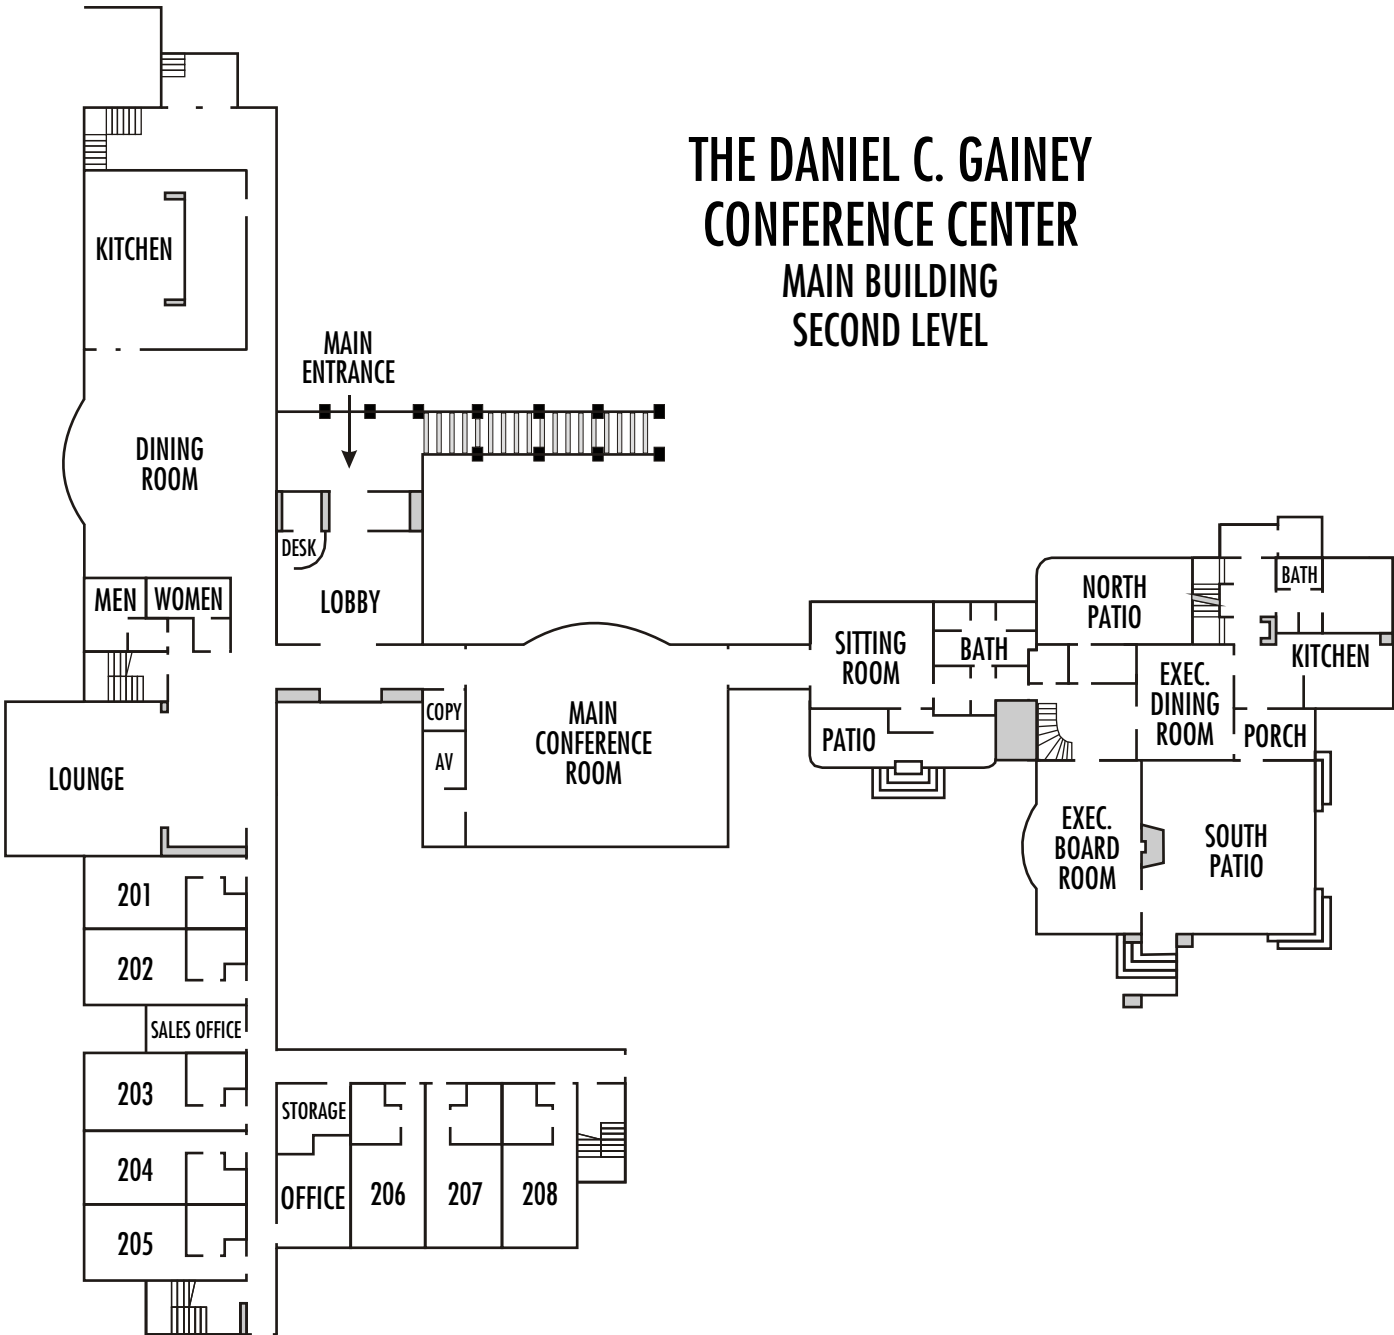 THE DANIEL C. GAINEY
CONFERENCE CENTER
MAIN BUILDING
SECOND LEVEL
KITCHEN
MAIN
ENTRANCE
DINING
ROOM
DESK
LOBBY
MEN
WOMEN
LOUNGE
COPY
AV
MAIN
CONFERENCE
ROOM
SITTING
ROOM
BATH
PATIO
NORTH
PATIO
BATH
KITCHEN
EXEC.
DINING
ROOM
PORCH
EXEC.
BOARD
ROOM
SOUTH
PATIO
201
202
SALES OFFICE
203
204
205
STORAGE
OFFICE
206
207
208